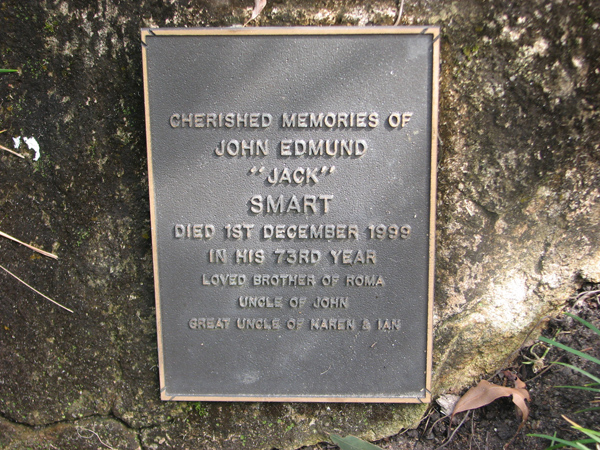 CHERISHED MEMORIES OF
JOHN EDMUND
"JACK"
SMART
DIED 1ST DECEMBER 1999
IN HIS 73RD YEAR
LOVED BROTHER OF ROMA
UNCLE OF JOHN
GREAT UNCLE OF KAREN & IAN